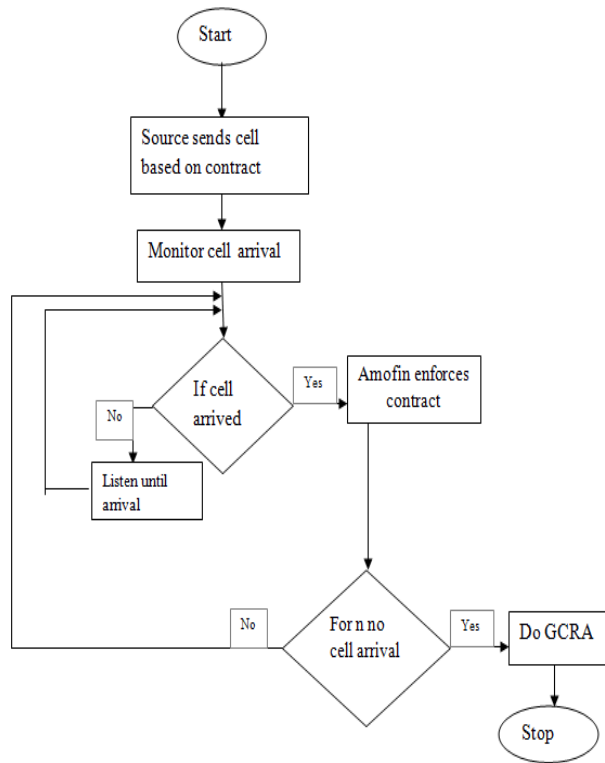 Start
Source sends cell
based on contract
Monitor cell arrival
If cell
arrived
Yes
Amofin enforces
contract
No
Listen until
arrival
For n no
cell arrival
No
Yes
Do GCRA
Stop